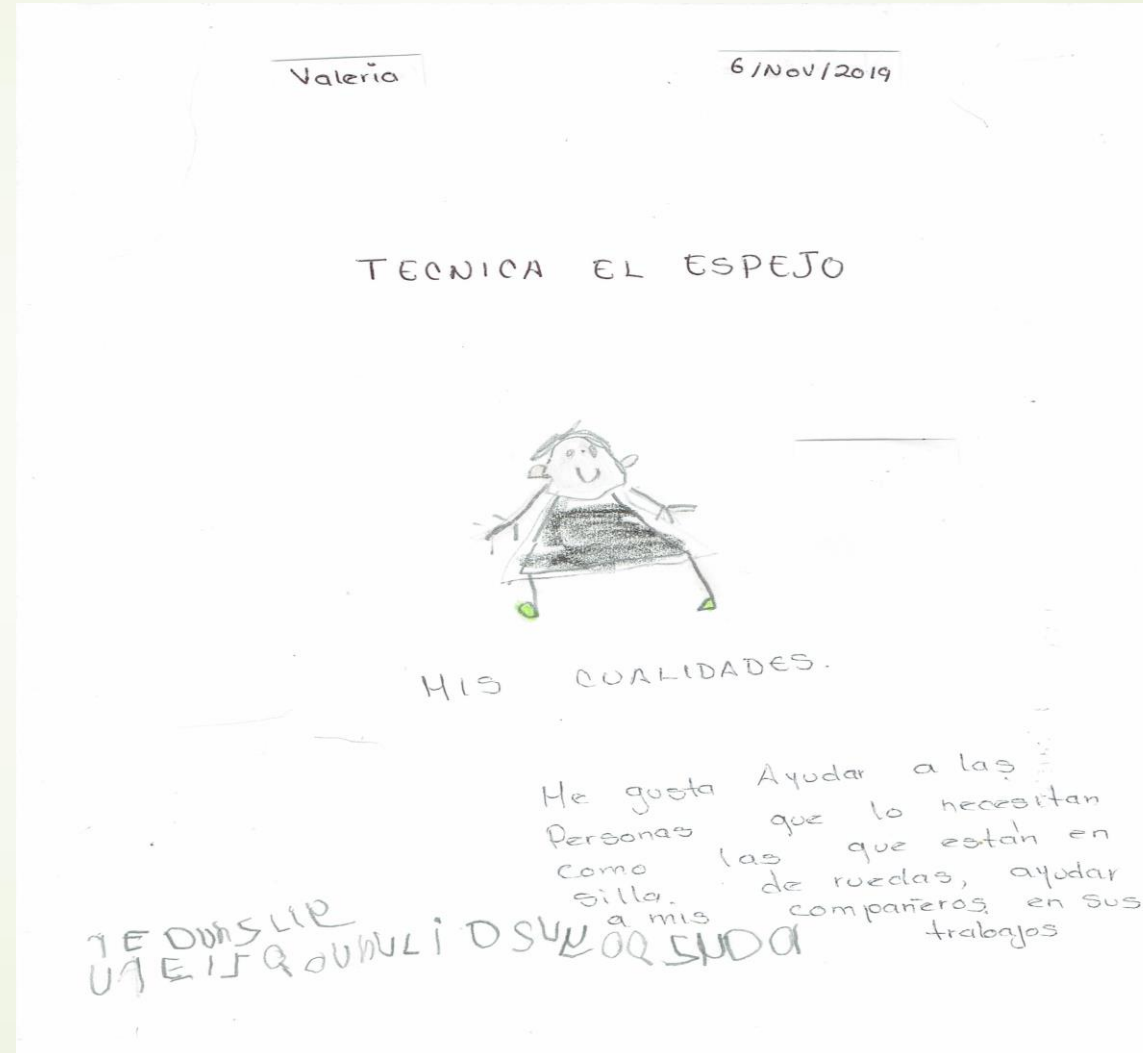 Valeria
6/Nov/2019
TECNICA EL ESPEJO
MIS CUALIDADES.
Me gusta Ayudar a las
Personas que lo necesitan
como las que están en
silla. de ruedas, ayudar
a mis compañeros en sus
trabajos